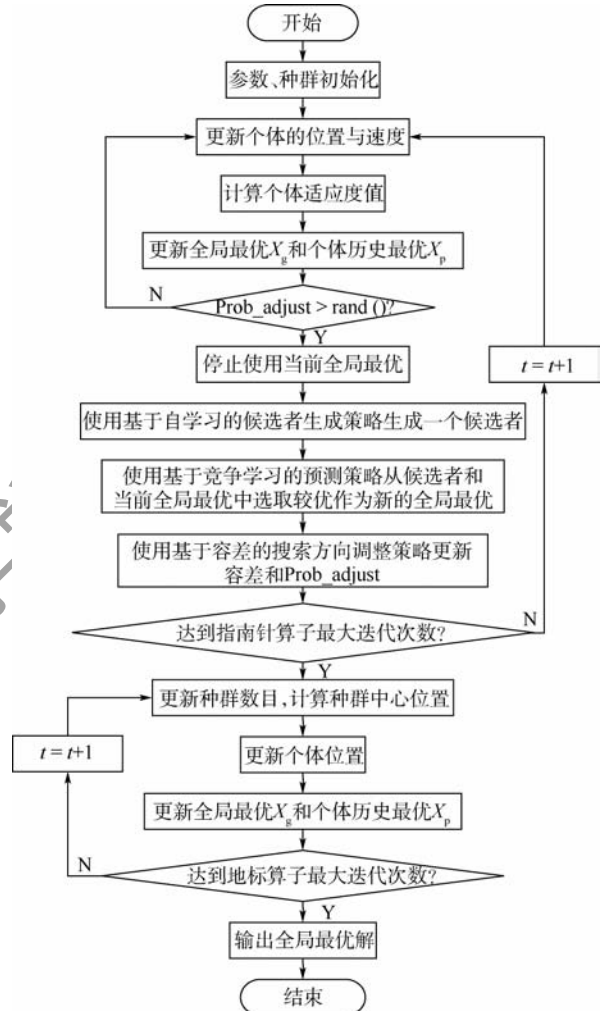 开始
参数、种群初始化
更新个体的位置与速度
计算个体适应度值
更新全局最优Xg和个体历史最优Xp
N
Prob_adjust > rand ()?
Y
停止使用当前全局最优
t = t+1
使用基于自学习的候选者生成策略生成一个候选者
使用基于竞争学习的预测策略从候选者和
当前全局最优中选取较优作为新的全局最优
使用基于容差的搜索方向调整策略更新
容差和Prob_adjust
N
达到指南针算子最大迭代次数?
Y
更新种群数目,计算种群中心位置
t = t+1
更新个体位置
更新全局最优Xg和个体历史最优Xp
N
达到地标算子最大迭代次数?
Y
输出全局最优解
结束